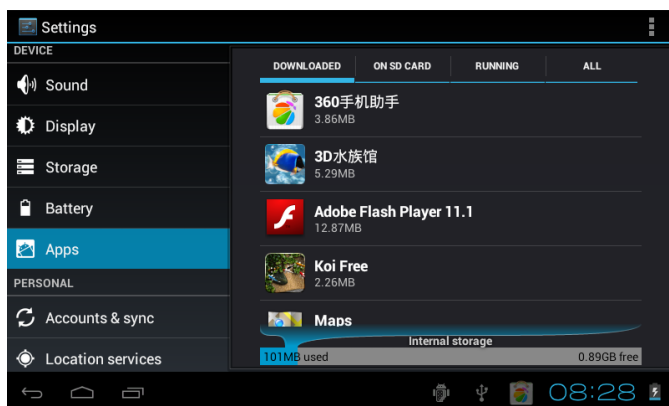 Settings
DEVICE
Sound
Display
Storage
Battery
Apps
PERSONAL
Accounts & sync
Location services
DOWNLOADED ON SD CARD RUNNING ALL
360手机助手
3.86MB
3D水族馆
5.29MB
Adobe Flash Player 11.1
12.87MB
Koi Free
2.26MB
Maps
Internal storage
101MB used 0.89GB free
08:28